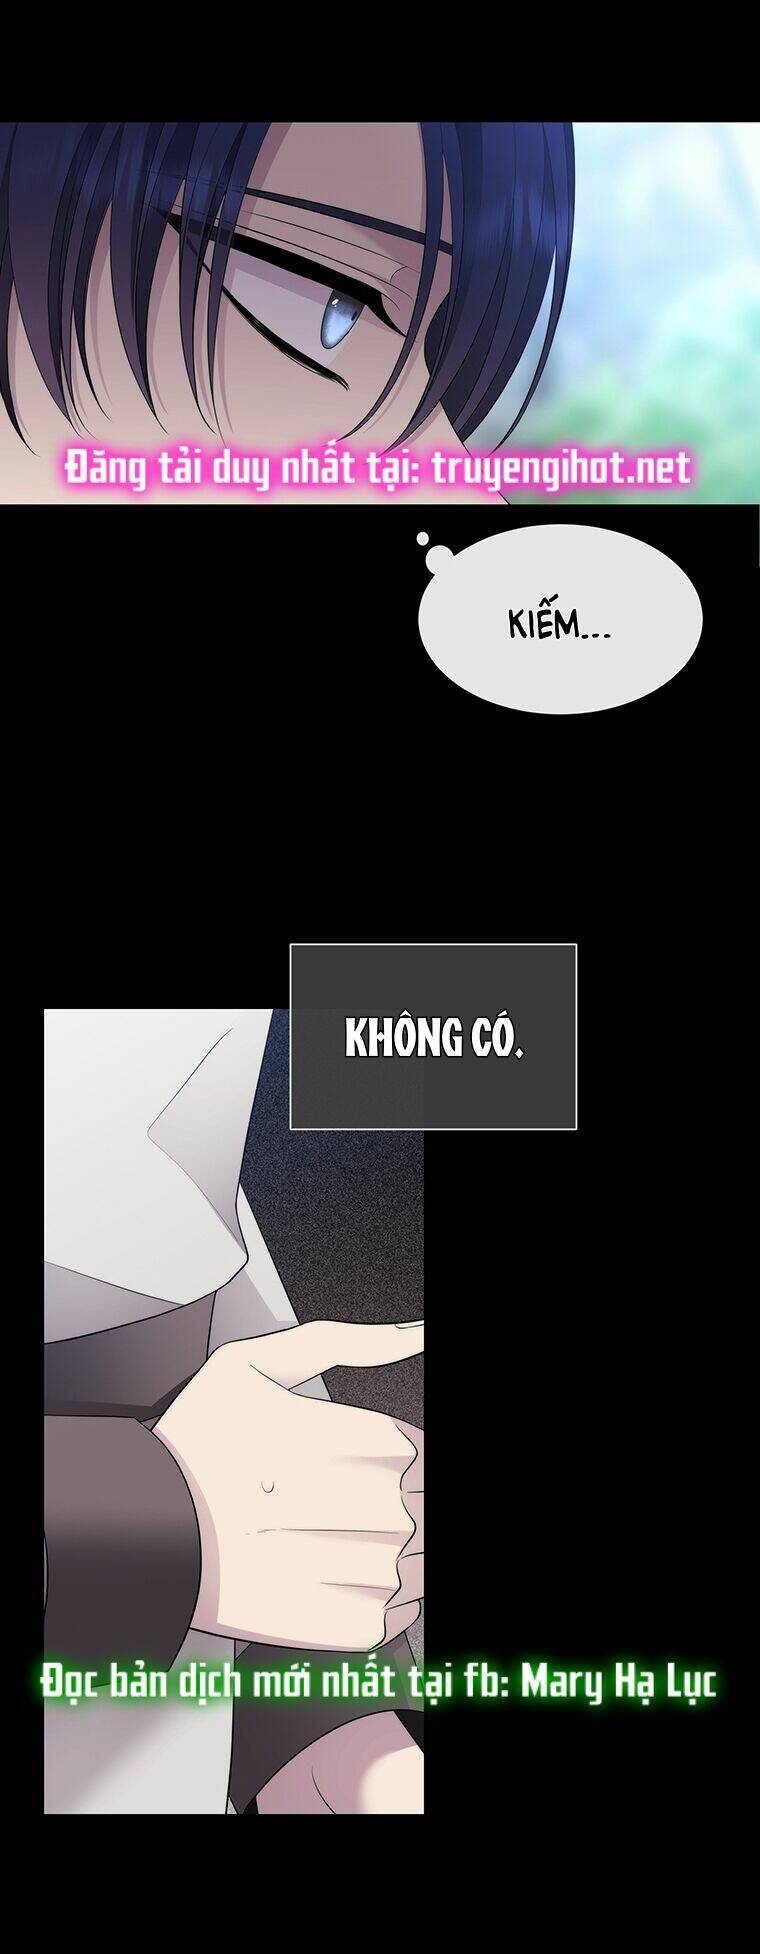 Đăng tải duy nhất tại: truyengihot.net
KIẾM...
KHÔNG CÓ.
Đọc bản dịch mới nhất tại fb: Mary Hạ Lục